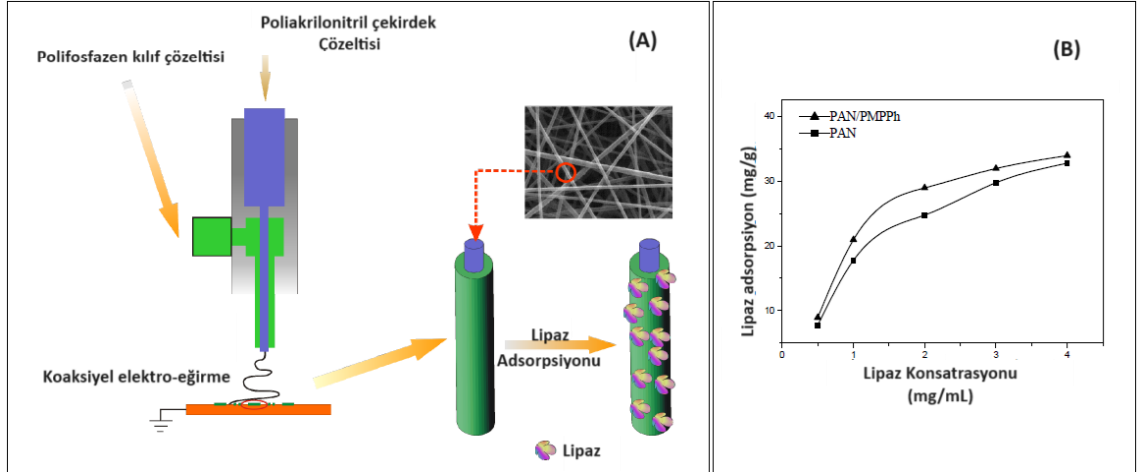 Poliakrilonitril çekirdek
Çözeltisi
(A)
Polifosfazen kılıf çözeltisi
Koaksiyel elektro-eğirme
Lipaz
Adsorpsiyonu
Lipaz
(B)
PAN/PMPPh
PAN
Lipaz adsorpsiyon (mg/g)
40
30
20
10
0
1
2
3
4
Lipaz Konsatrasyonu
(mg/mL)